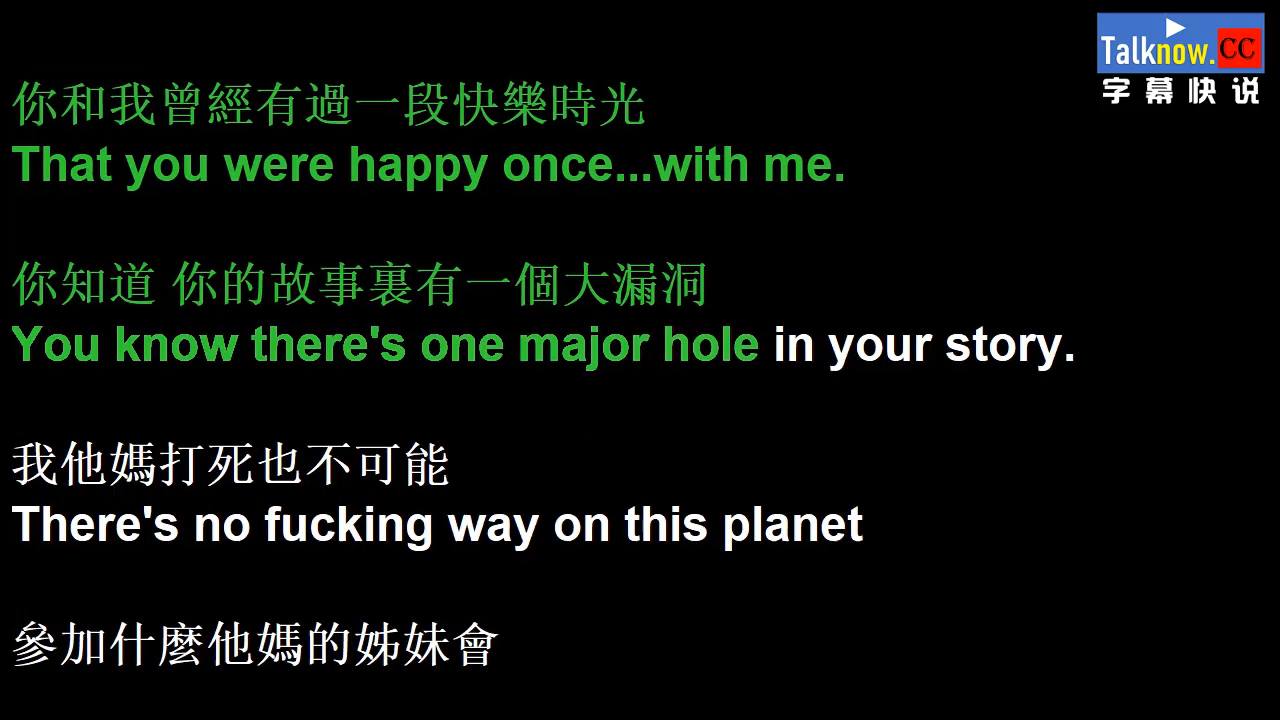 Talknow.CC
字幕快说
你和我曾經有過一段快樂時光
That you were happy once...with me.
你知道 你的故事裏有一個大漏洞
You know there's one major hole in your story.
我他媽打死也不可能
There's no fucking way on this planet
參加什麼他媽的姊妹會